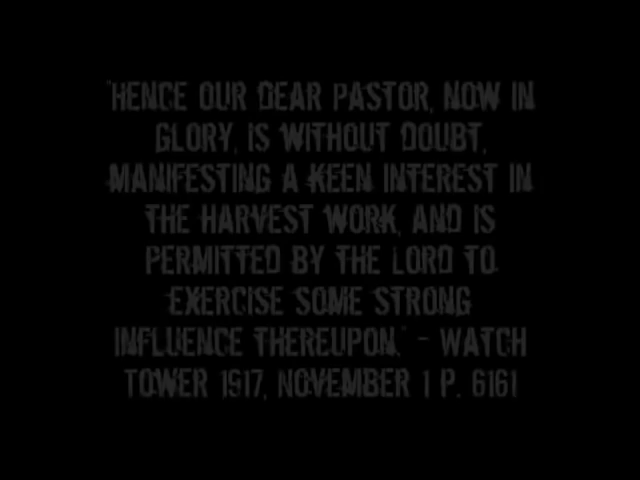 "HENCE OUR DEAR PASTOR, NOW IN
GLORY, IS WITHOUT DOUBT,
MANIFESTING A KEEN INTEREST IN
THE HARVEST WORK, AND IS
PERMITTED BY THE LORD TO
EXERCISE SOME STRONG
INFLUENCE THEREUPON." - WATCH
TOWER 1917, NOVEMBER 1 P. 6161